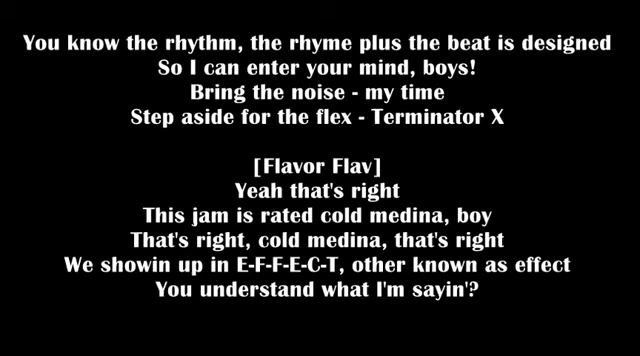 You know the rhythm, the rhyme plus the beat is designed
So I can enter your mind, boys!
Bring the noise - my time
Step aside for the flex - Terminator X
[Flavor Flav]
Yeah that's right
This jam is rated cold medina, boy
That's right, cold medina, that's right
We showin up in E-F-F-E-C-T, other known as effect
You understand what I'm sayin'?